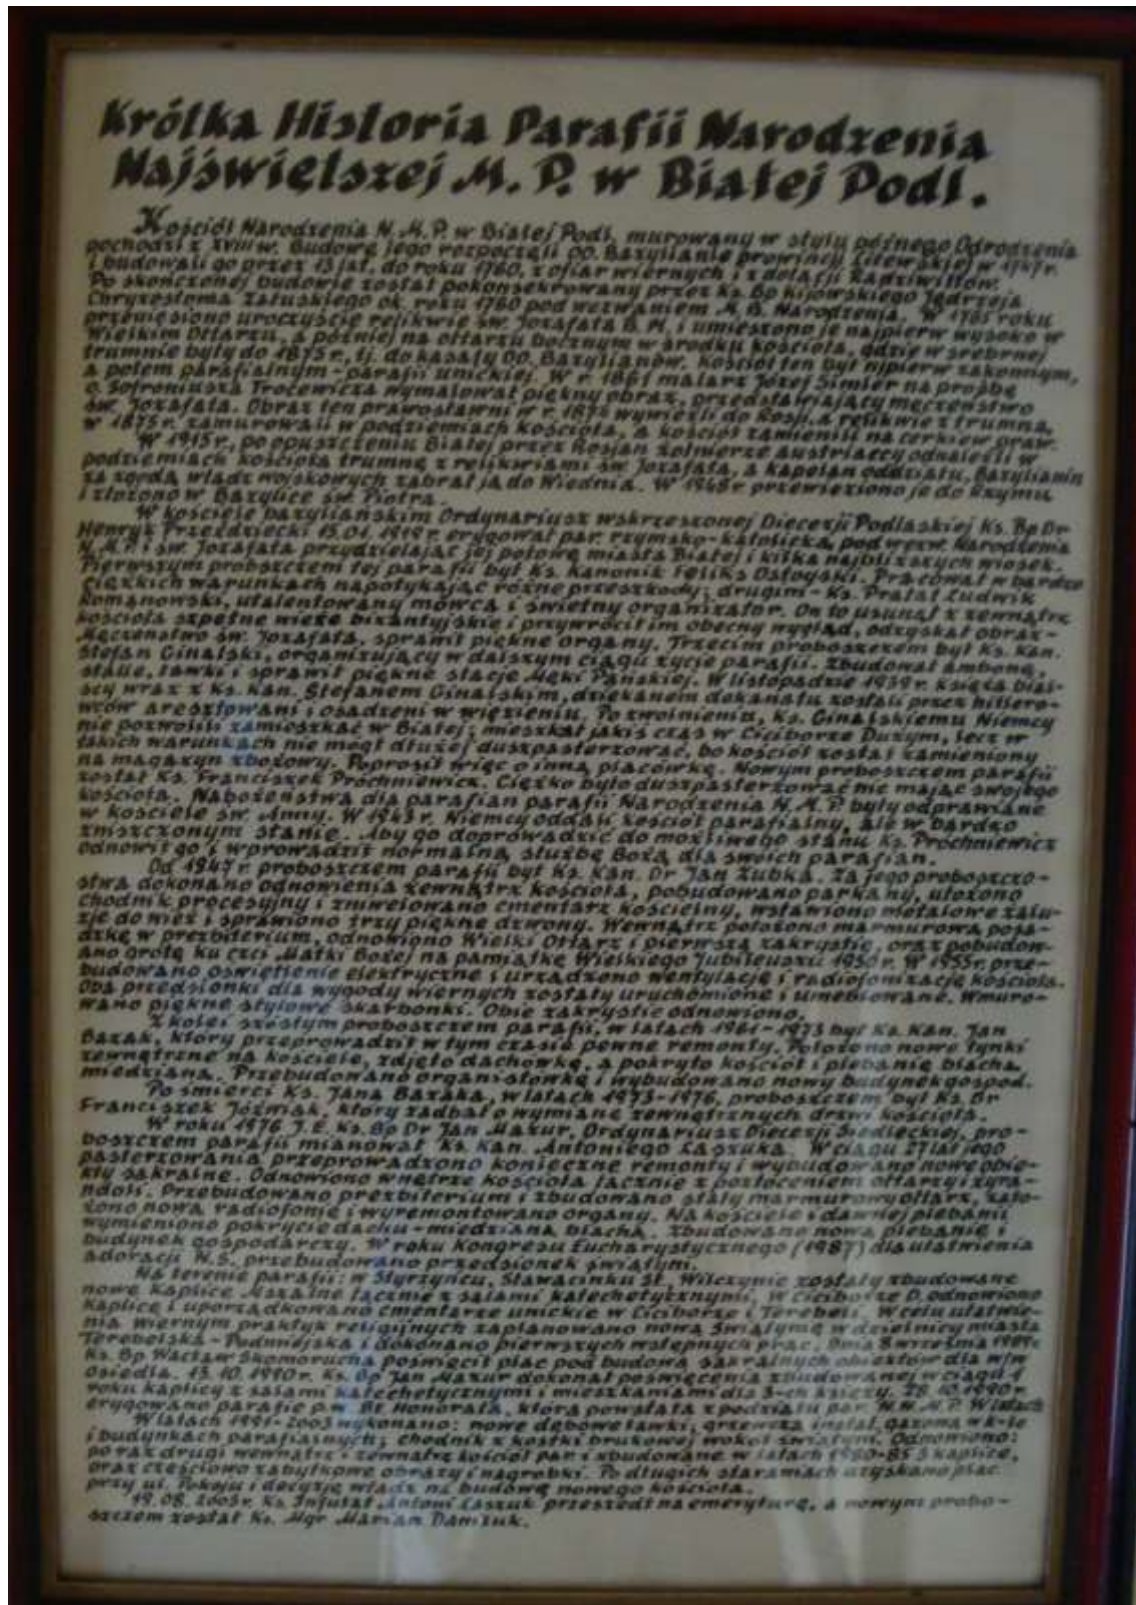 Krótka Historia Parafii Narodzenia
Najświętszej M. P. w Białej Podl.
Kościół Narodzenia N. M. P. w Białej Podl, murowany w stylu późnego Odrodzenia
pochodzi z XVIII w. Budowę jego rozpoczęli OO. Bazylianie prowincji Litewskiej w 1747 r.
i budowali go przez 13 lat, do roku 1760, z ofiar wiernych i z dotacji Radziwiłłów.
Po skończonej budowie został pokonsekrowany przez Ks. Bp Kijowskiego Jędrzeja
Chryzostoma Załuskiego ok. roku 1760 pod wezwaniem M. B. Narodzenia. W 1765 roku
przeniesiono uroczyście relikwie św. Jozafata B. M. i umieszono je najpierw wysoko w
Wielkim Ołtarzu, a później na ołtarzu bocznym w środku kościoła, gdzie w srebrnej
trumnie były do 1875 r., tj. do kasaty OO. Bazylianów. Kościół ten był nipierw zakonnym,
a potem parafialnym - parafii unickiej. W r. 1861 malarz Józef Simler na prośbę
o. Sofroniusza Trocewicza wymalował piękny obraz, przedstawiający męczeństwo
św. Jozafata. Obraz ten prawosławni w r. 1874 wywieźli do Rosji, a relikwie z trumną,
w 1875 r. zamurowali w podziemiach kościoła, a kościół zamienili na cerkiew praw.
W 1915 r., po opuszczeniu Białej przez Rosjan żołnierze austriaccy odnaleźli w
podziemiach kościoła trumnę z relikwiami św. Jozafata, a kapelan oddziału, Bazylianin
za zgodą władz wojskowych zabrał ją do Wiednia. W 1948 r przewieziono je do Rzymu
i złożono w Bazylice św. Piotra.
W kościele bazyliańskim Ordynariusz wskrzeszonej Diecezji Podlaskiej Ks. Bp Dr
Henryk Przeździecki 15.04. 1919 r. erygował par. rzymsko-katolicką, pod wezw. Narodzenia
N. M. P. i św. Jozafata przydzielając jej połowę miasta Białej i kilka najbliższych wiosek.
Pierwszym proboszczem tej parafii był Ks. Kanonik Feliks Ostoyski. Pracował w bardzo
ciężkich warunkach napotykając różne przeszkody; drugim - Ks. Prałat Ludwik
Romanowski, utalentowany mówca i świetny organizator. On to usunął z zewnątrz
kościoła szpetne wieże bizantyjskie i przywrócił im obecny wygląd, odzyskał obraz -
Męczeństwo św. Jozafata, sprawił piękne organy. Trzecim proboszczem był Ks. Kan.
Stefan Ginalski, organizujący w dalszym ciągu życie parafii. Zbudował ambonę,
stalle, ławki i sprawił piękne stacje Męki Pańskiej. W listopadzie 1939 r. księża bial-
scy wraz z Ks. Kan. Stefanem Ginalskim, dziekanem dekanatu zostali przez hitlero-
wców aresztowani i osadzeni w więzieniu. Po zwolnieniu, Ks. Ginalskiemu Niemcy
nie pozwolili zamieszkać w Białej; mieszkał jakiś czas w Ciciborze Dużym, lecz w
takich warunkach nie mógł dłużej duszpasterzować, bo kościół został zamieniony
na magazyn zbożowy. Poprosił więc o inną placówkę. Nowym proboszczem parafii
został Ks. Franciszek Próchniewicz. Ciężko było duszpasterzować nie mając swojego
kościoła. Nabożeństwa dla parafian parafii Narodzenia N. M. P były odprawiane
w kościele św. Anny. W 1943 r. Niemcy oddali kościół parafialny, ale w bardzo
zniszczonym stanie. Aby go doprowadzić do możliwego stanu Ks. Próchniewicz
odnowił go i wprowadził normalną służbę Bożą dla swoich parafian.
Od 1947 r. proboszczem parafii był Ks. Kan. Dr Jan Zubka. Za jego proboszczo-
stwa dokonano odnowienia zewnątrz kościoła, pobudowano parkany, ułożono
chodnik procesyjny i zniwelowano cmentarz kościelny, wstawiono metalowe żalu-
zje do wież i sprawiono trzy piękne dzwony. Wewnątrz położono marmurową posa-
dzkę w prezbiterium, odnowiono Wielki Ołtarz i pierwszą zakrystię, oraz pobudow-
ano grotę ku czci Matki Bożej na pamiątkę Wielkiego Jubileuszu 1950 r. W 1955r. prze-
budowano oświetlenie elektryczne i urządzono wentylację i radiofonizację kościoła.
Oba przedsionki dla wygody wiernych zostały uruchomione i umeblowane. Wmuro-
wano piękne stylowe skarbonki. Obie zakrystie odnowiono.
Z kolei szóstym proboszczem parafii, w latach 1961 - 1973 był Ks. Kan. Jan
Bazak, który przeprowadził w tym czasie pewne remonty. Położono nowe tynki
zewnętrzne na kościele, zdjęto dachówkę, a pokryto kościół i plebanię blachą
miedzianą. Przebudowano organistówkę i wybudowano nowy budynek gospod.
Po śmierci Ks. Jana Bazaka, w latach 1973-1976, proboszczem był Ks. Dr
Franciszek Jóźwiak, który zadbał o wymianę zewnętrznych drzwi kościoła.
W roku 1976 J. E. Ks. Bp Dr Jan Mazur, Ordynariusz Diecezji Siedleckiej, pro-
boszczem parafii mianował Ks. Kan. Antoniego Łaszuka. W ciągu 27 lat jego
pasterzowania przeprowadzono konieczne remonty i wybudowano nowe obie-
kty sakralne. Odnowiono wnętrze kościoła łącznie z pozłoceniem ołtarzy i żyra-
ndoli. Przebudowano prezbiterium i zbudowano stały marmurowy ołtarz, zało-
żono nową radiofonię i wyremontowano organy. Na kościele i dawnej plebanii
wymieniono pokrycie dachu - miedzianą blachą. Zbudowano nową plebanię i
budynek gospodarczy. W roku Kongresu Eucharystycznego (1987) dla ułatwienia
adoracji N.S. przebudowano przedsionek świątyni.
Na terenie parafii: w Styrzyńcu, Sławacinku St., Wilczynie zostały zbudowane
nowe kaplice Mszalne łącznie z salami katechetycznymi, w Ciciborze D. odnowiono
Kaplicę i uporządkowano cmentarze unickie w Ciciborze i Terebeli. W celu ułatwie-
nia wiernym praktyk religijnych zaplanowano nową Świątynię w dzielnicy miasta
Terebelska - Podmiejska i dokonano pierwszych wstępnych prac. Dnia 8 września 1989r.
Ks. Bp Wacław Skomorucha poświęcił plac pod budowę sakralnych obiektów dla w/w
Osiedla. 13. 10. 1990 r. Ks. Bp Jan Mazur dokonał poświęcenia zbudowanej w ciągu 1
roku kaplicy z salami katechetycznymi i mieszkaniami dla 3-ch księży. 28. 10. 1990 r.
erygowano parafię p.w. Bł. Honorata, która powstała z podziału par. N.N.M.P. W latach
W latach 1991-2003 wykonano: nowe dębowe ławki, grzewczą instal. gazową w k-le
i budynkach parafialnych; chodnik z kostki brukowej wokół świątyni. Odnowiono:
po raz drugi wewnątrz i zewnątrz kościół par. i zbudowane w latach 1980-85 3 kaplice,
oraz częściowo zabytkowe obrazy i nagrobki. Po długich staraniach uzyskano plac
przy ul. Pokoju i decyzję władz na budowę nowego kościoła.
19. 08. 2003r. Ks. Infułat Antoni Łaszuk przeszedł na emeryturę, a nowym probo-
szczem został Ks. Mgr Marian Daniluk.